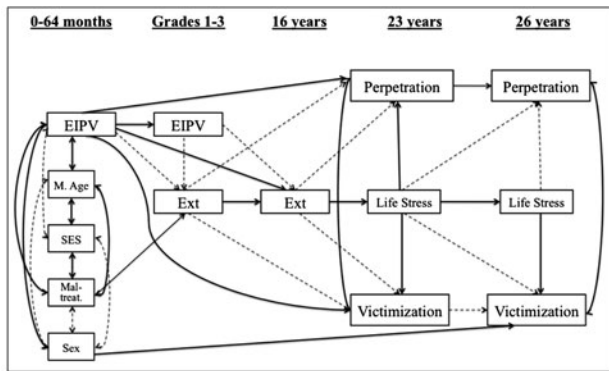 0-64 months Grades 1-3 16 years 23 years 26 years
Perpetration Perpetration
EIPV EIPV
M. Age
Ext Ext Life Stress Life Stress
SES
Mal-
treat.
Victimization Victimization
Sex